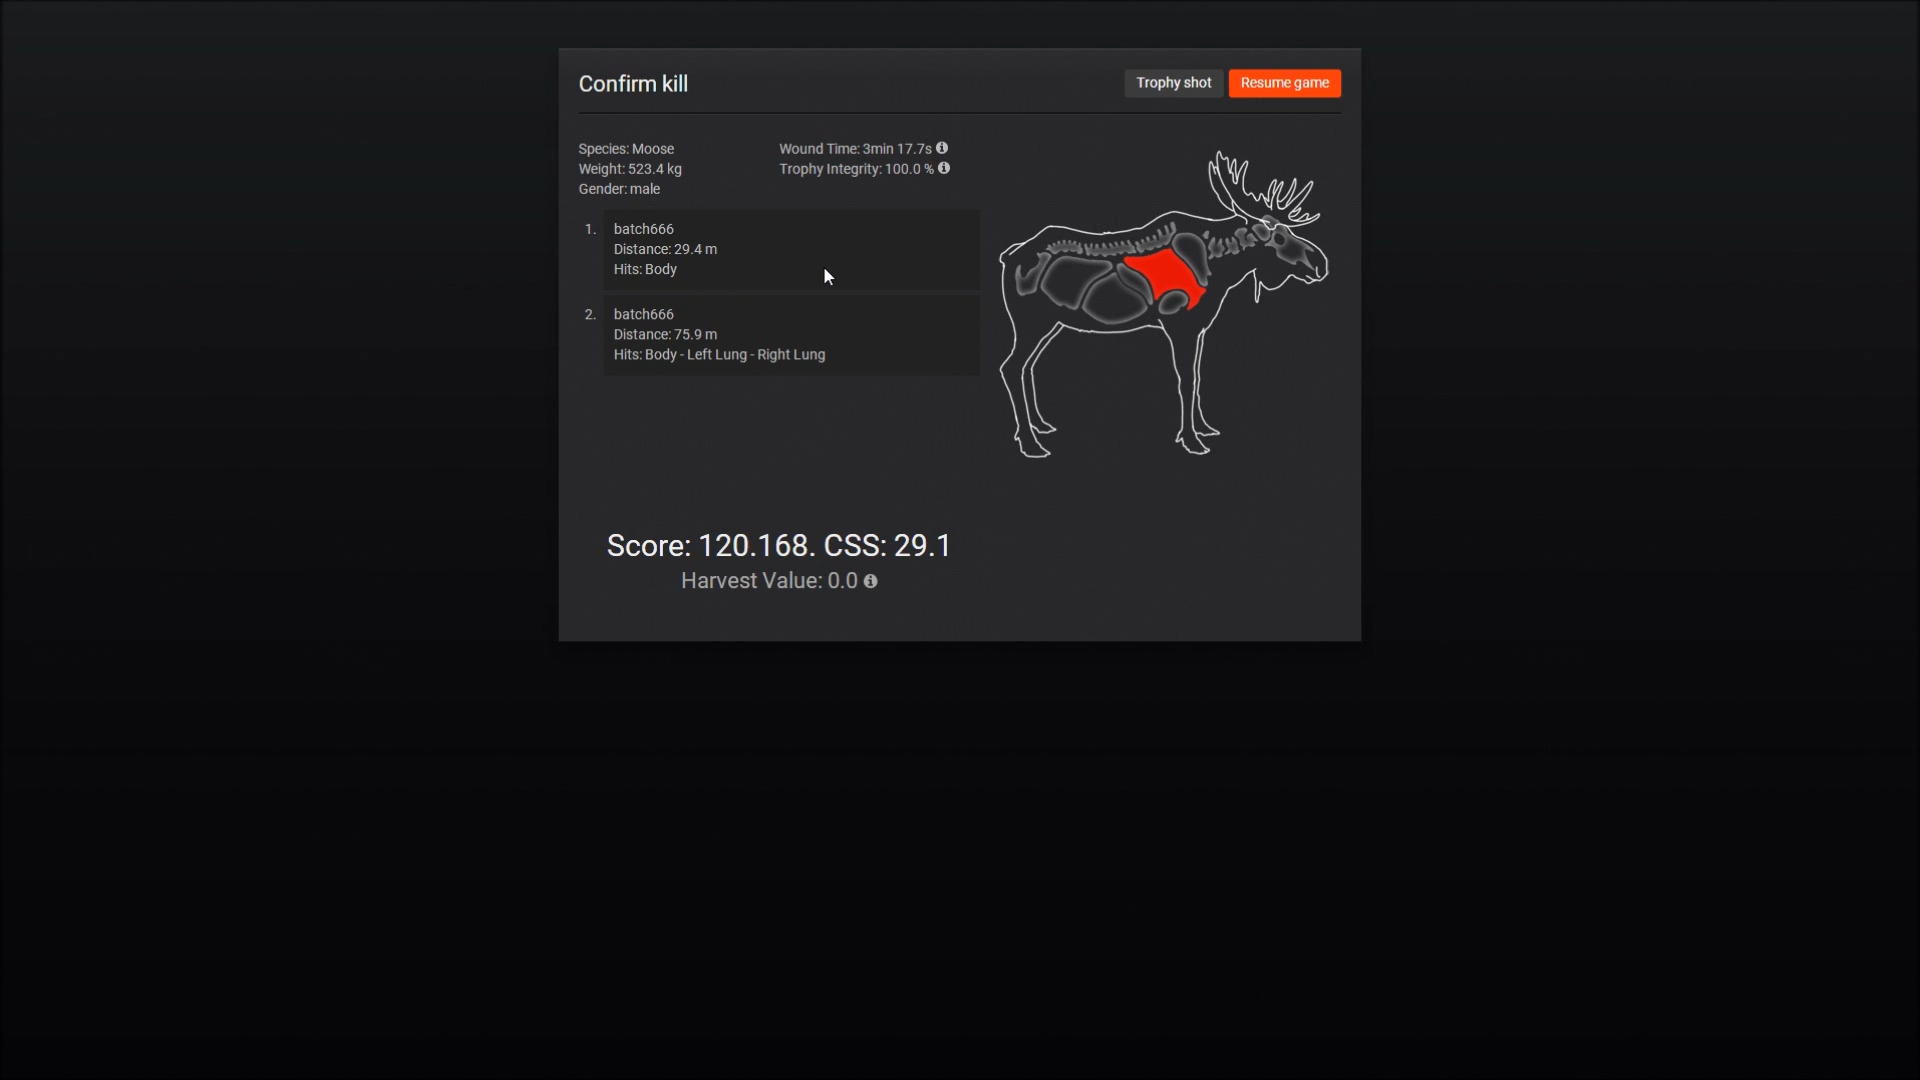 Confirm kill
Trophy shot
Resume game
Species: Moose
Weight: 523.4 kg
Gender: male
Wound Time: 3min 17.7s
Trophy Integrity: 100.0 %
1.
batch666
Distance: 29.4 m
Hits: Body
2.
batch666
Distance: 75.9 m
Hits: Body - Left Lung - Right Lung
Score: 120.168. CSS: 29.1
Harvest Value: 0.0